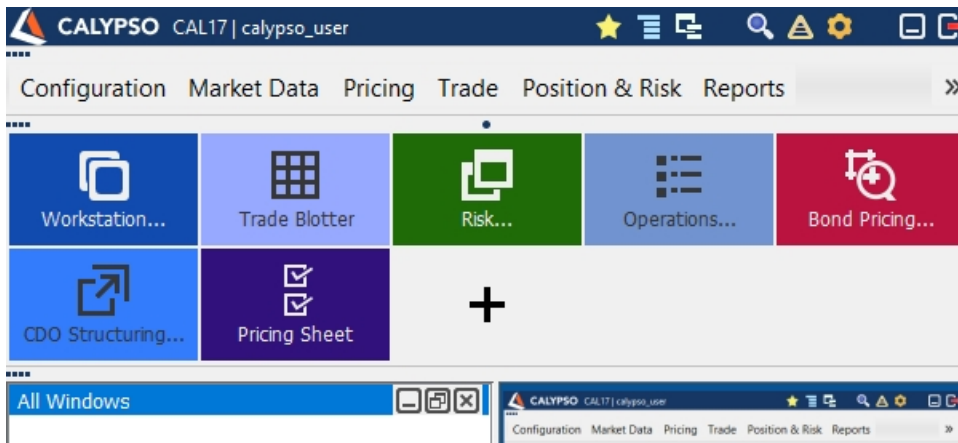 CALYPSO CAL17 | calypso_user
Configuration Market Data Pricing Trade Position & Risk Reports »
Workstation... Trade Blotter Risk... Operations... Bond Pricing...
CDO Structuring... Pricing Sheet +
All Windows
CALYPSO CAL17 | calypso_user
Configuration Market Data Pricing Trade Position & Risk Reports »